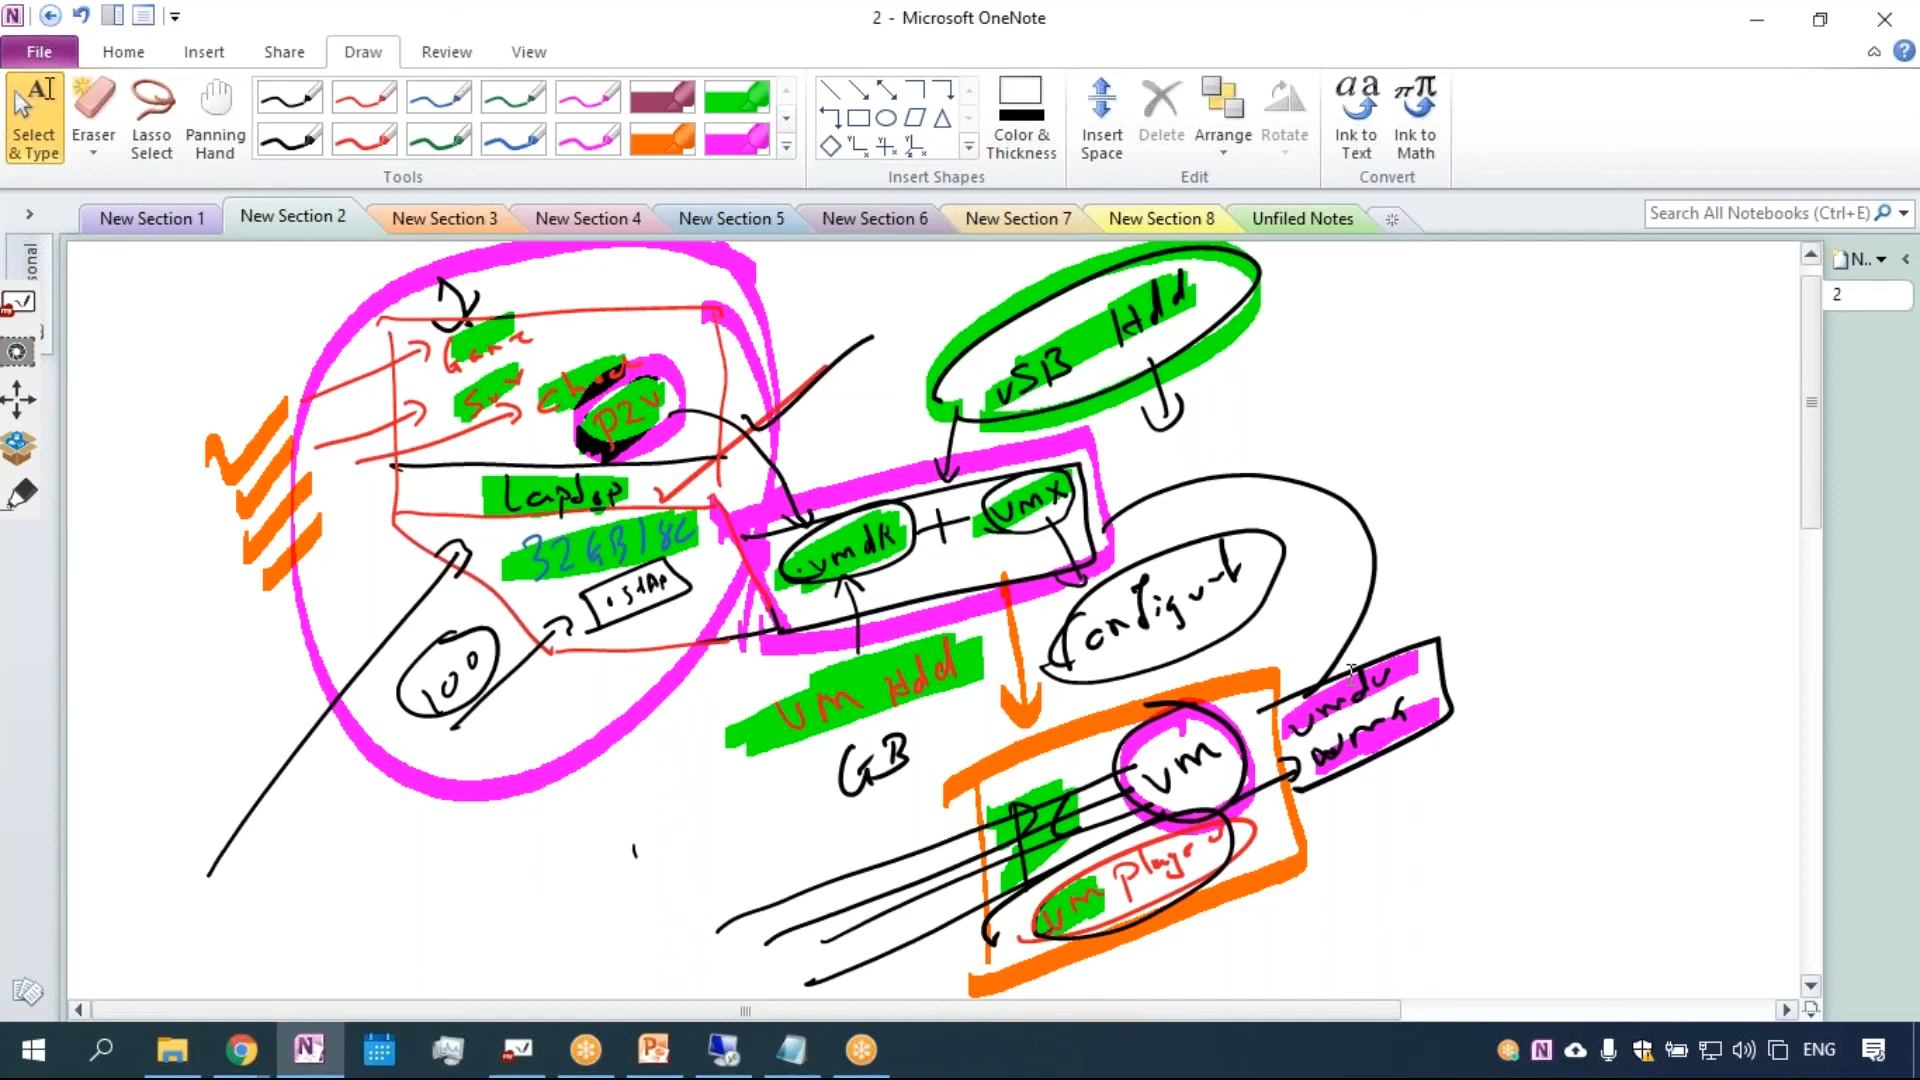 2 - Microsoft OneNote
File
Home
Insert
Share
Draw
Review
View
Select & Type
Eraser
Lasso Select
Panning Hand
Color & Thickness
Insert Space
Delete
Arrange
Rotate
Ink to Text
Ink to Math
Tools
Insert Shapes
Edit
Convert
New Section 1
New Section 2
New Section 3
New Section 4
New Section 5
New Section 6
New Section 7
New Section 8
Unfiled Notes
Search All Notebooks (Ctrl+E)
sonal
N..
2
USB Hdd
P2V
Laptop
.vmdk + vmx
100
VM Hdd
GB
VM
PC
VM player
ENG